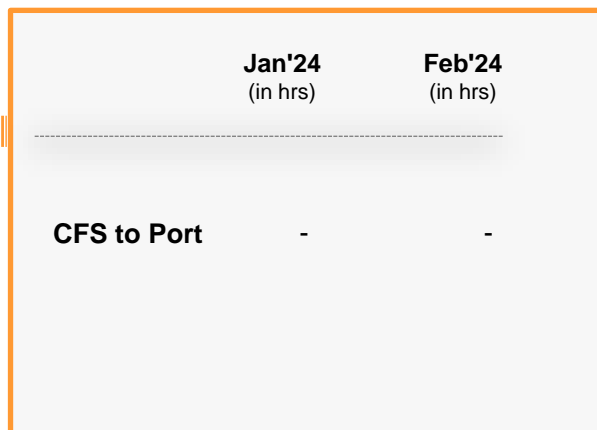 Jan'24 Feb'24
(in hrs) (in hrs)
CFS to Port - -